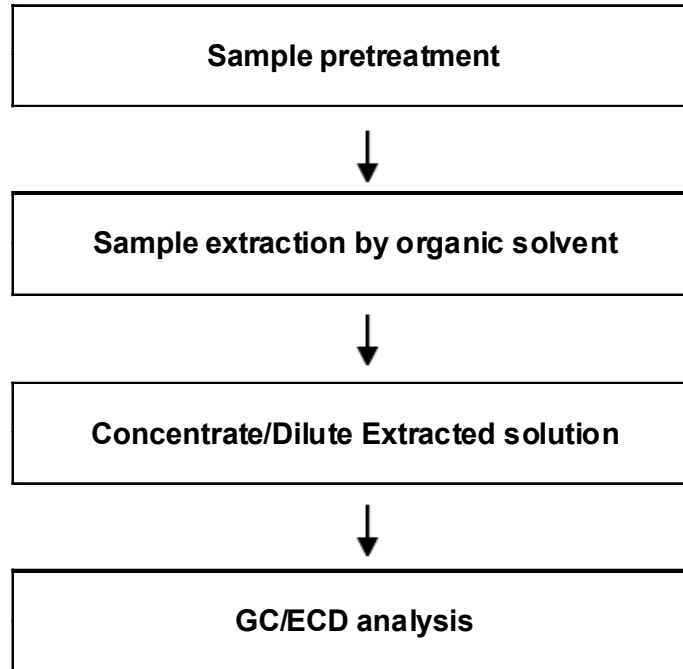 Sample pretreatment
Sample extraction by organic solvent
Concentrate/Dilute Extracted solution
GC/ECD analysis